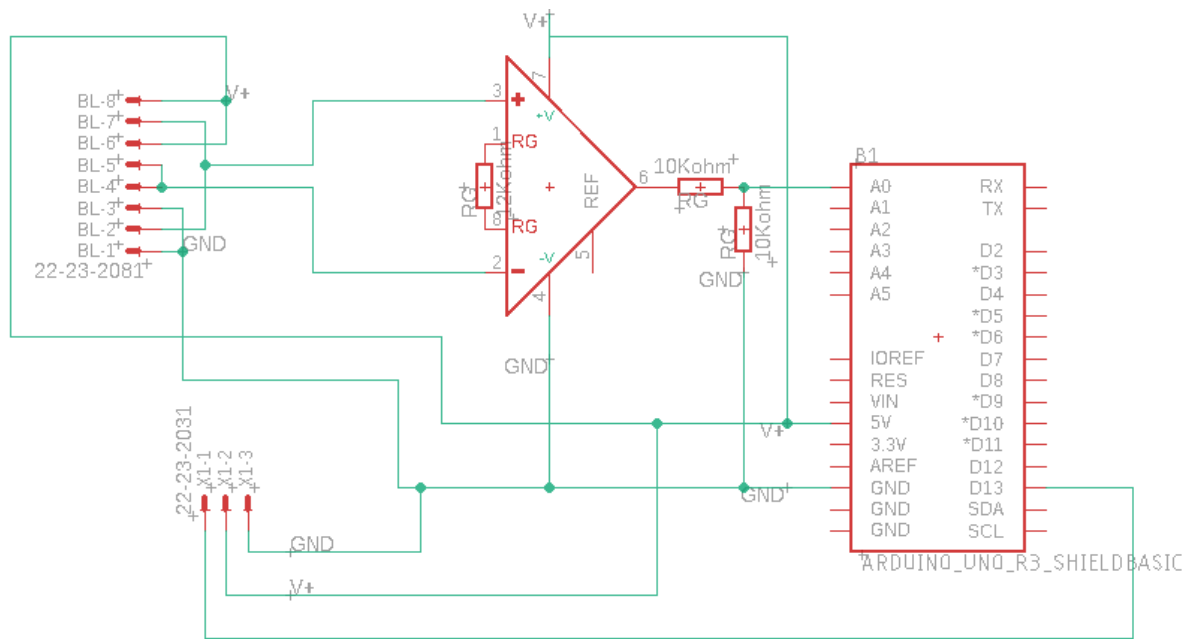 V+
BL-8
V+
BL-7
BL-6
BL-5
BL-4
BL-3
BL-2
BL-1
GND
22-23-2081
3
7
+V
1
RG
RG
12Kohm
8
RG
2
-V
4
REF
5
6
GND
10Kohm
RG
RG
10Kohm
GND
B1
A0
RX
A1
TX
A2
A3
D2
A4
*D3
A5
D4
*D5
*D6
IOREF
D7
RES
D8
VIN
*D9
5V
*D10
3.3V
*D11
AREF
D12
GND
D13
GND
SDA
GND
SCL
ARDUINO_UNO_R3_SHIELDBASIC
V+
GND
22-23-2031
X1-1
X1-2
X1-3
GND
V+